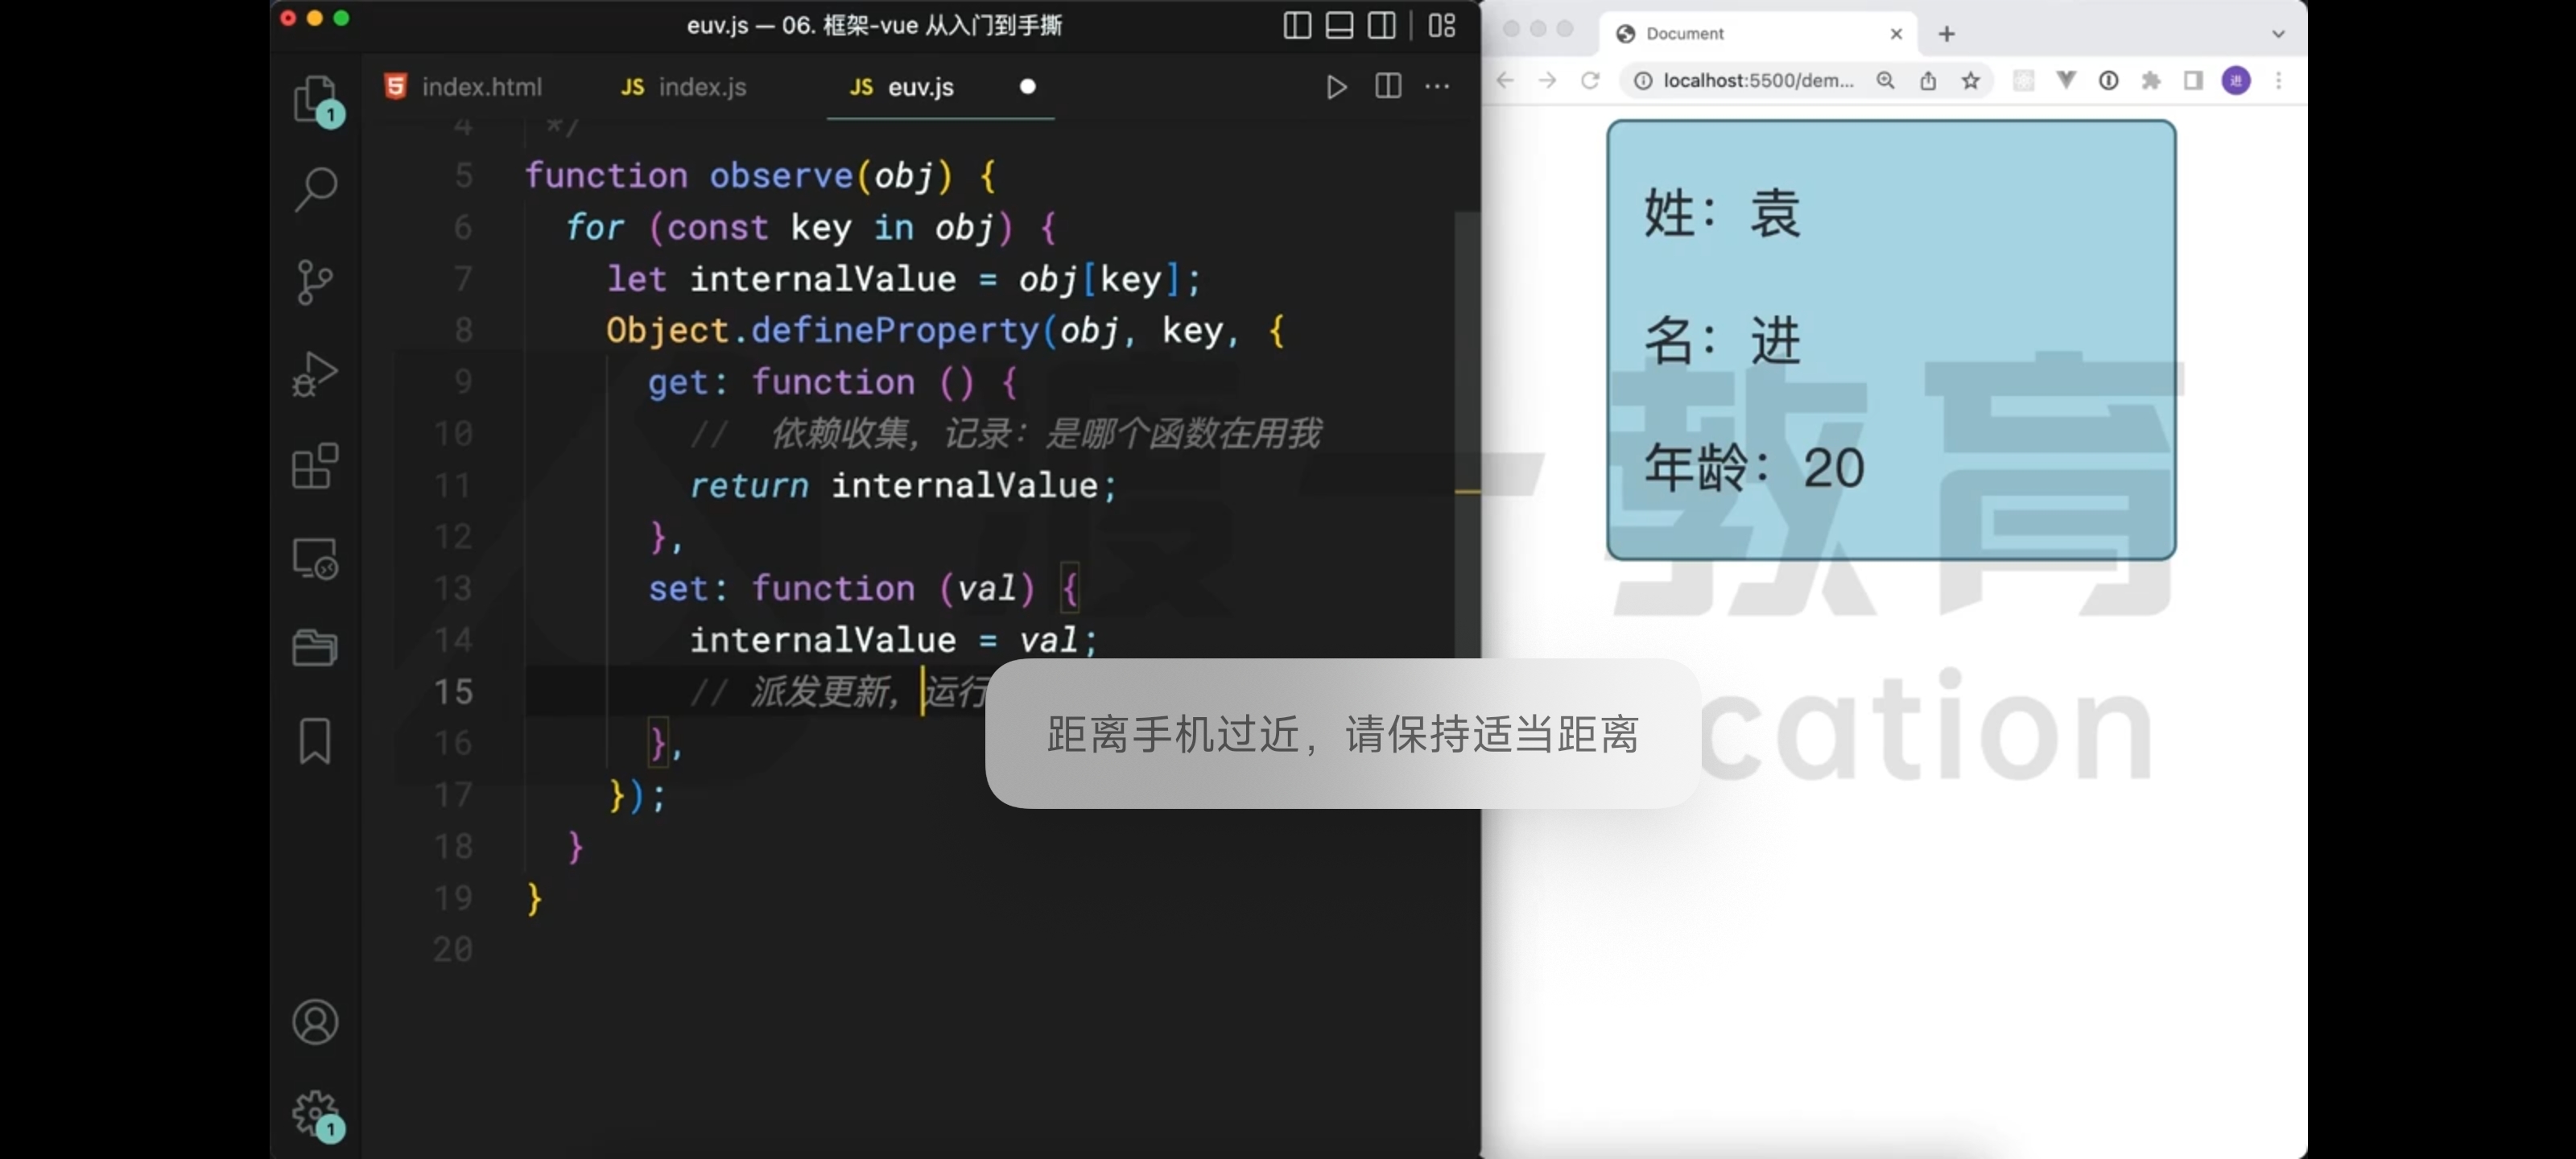 euv.js — 06. 框架-vue 从入门到手撕
index.html
JS index.js
JS euv.js
1
4 */
5 function observe(obj) {
6 for (const key in obj) {
7 let internalValue = obj[key];
8 Object.defineProperty(obj, key, {
9 get: function () {
10 // 依赖收集，记录：是哪个函数在用我
11 return internalValue;
12 },
13 set: function (val) {
14 internalValue = val;
15 // 派发更新，运行
16 },
17 });
18 }
19 }
20
1
Document
localhost:5500/dem...
进
姓：袁
名：进
年龄：20
度一教育
cation
距离手机过近，请保持适当距离